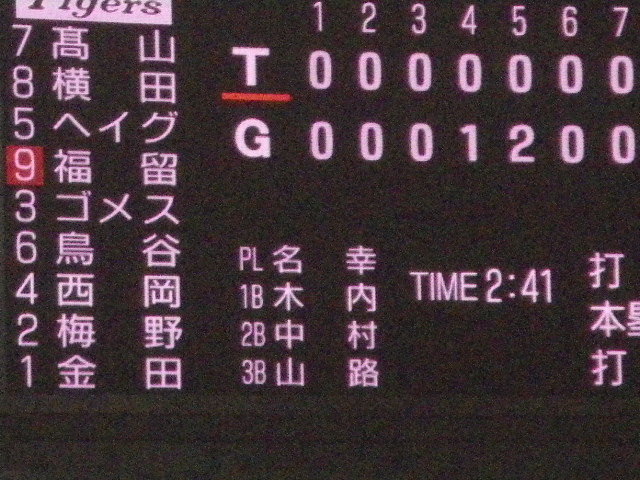 Tigers
7 髙山
8 横田
5 ヘイグ
9 福留
3 ゴメス
6 鳥谷
4 西岡
2 梅野
1 金田
1 2 3 4 5 6 7
T 0 0 0 0 0 0 0
G 0 0 0 1 2 0 0
PL 名幸
1B 木内
2B 中村
3B 山路
TIME 2:41
打
本塁
打